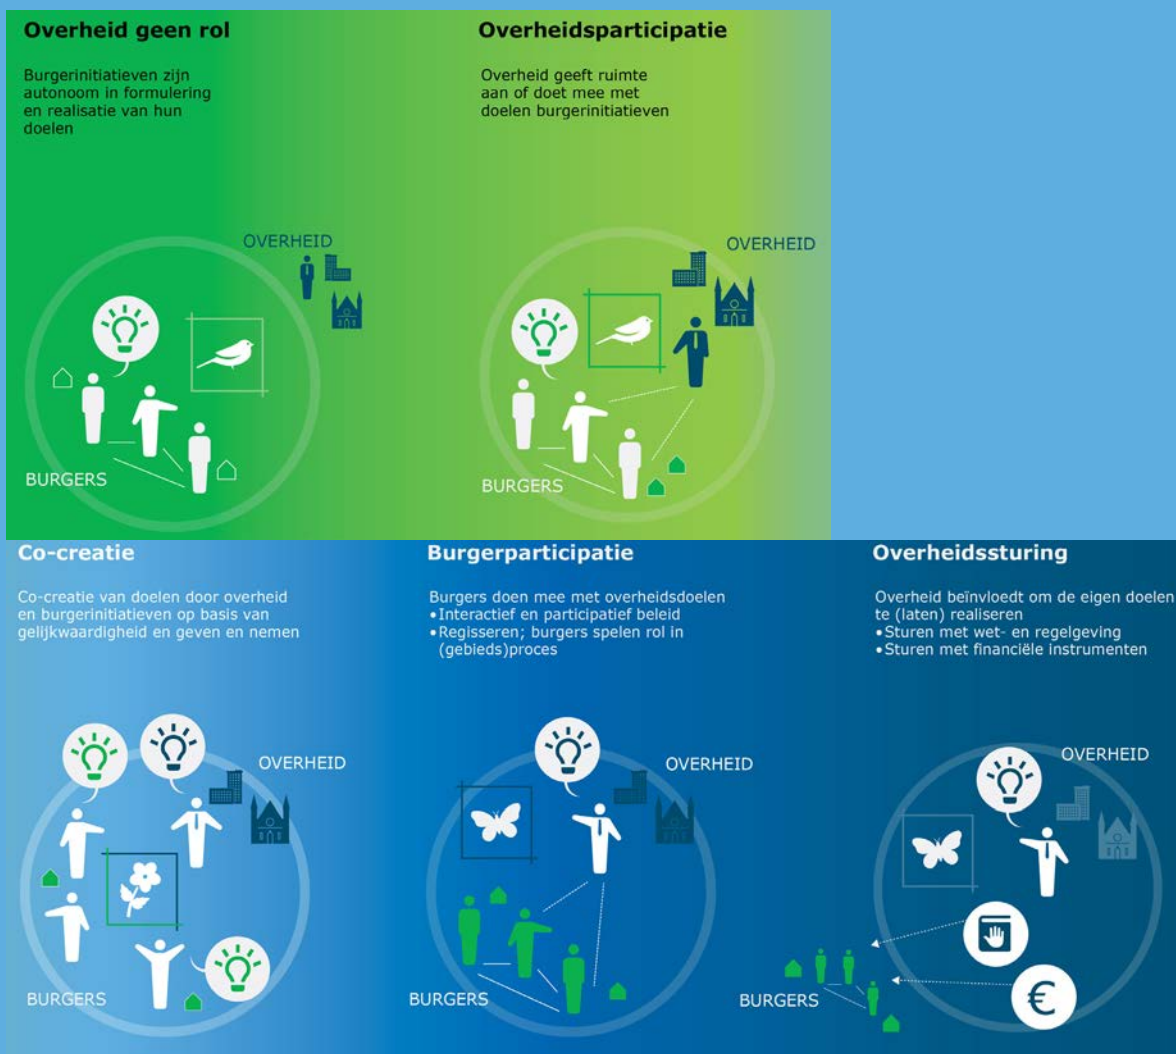 Overheid geen rol
Burgerinitiatieven zijn
autonoom in formulering
en realisatie van hun
doelen
OVERHEID
BURGERS
Overheidsparticipatie
Overheid geeft ruimte
aan of doet mee met
doelen burgerinitiatieven
OVERHEID
BURGERS
Co-creatie
Co-creatie van doelen door overheid
en burgerinitiatieven op basis van
gelijkwaardigheid en geven en nemen
OVERHEID
BURGERS
Burgerparticipatie
Burgers doen mee met overheidsdoelen
•Interactief en participatief beleid
•Regisseren; burgers spelen rol in
(gebieds)proces
OVERHEID
BURGERS
Overheidssturing
Overheid beïnvloedt om de eigen doelen
te (laten) realiseren
•Sturen met wet- en regelgeving
•Sturen met financiële instrumenten
OVERHEID
€
BURGERS